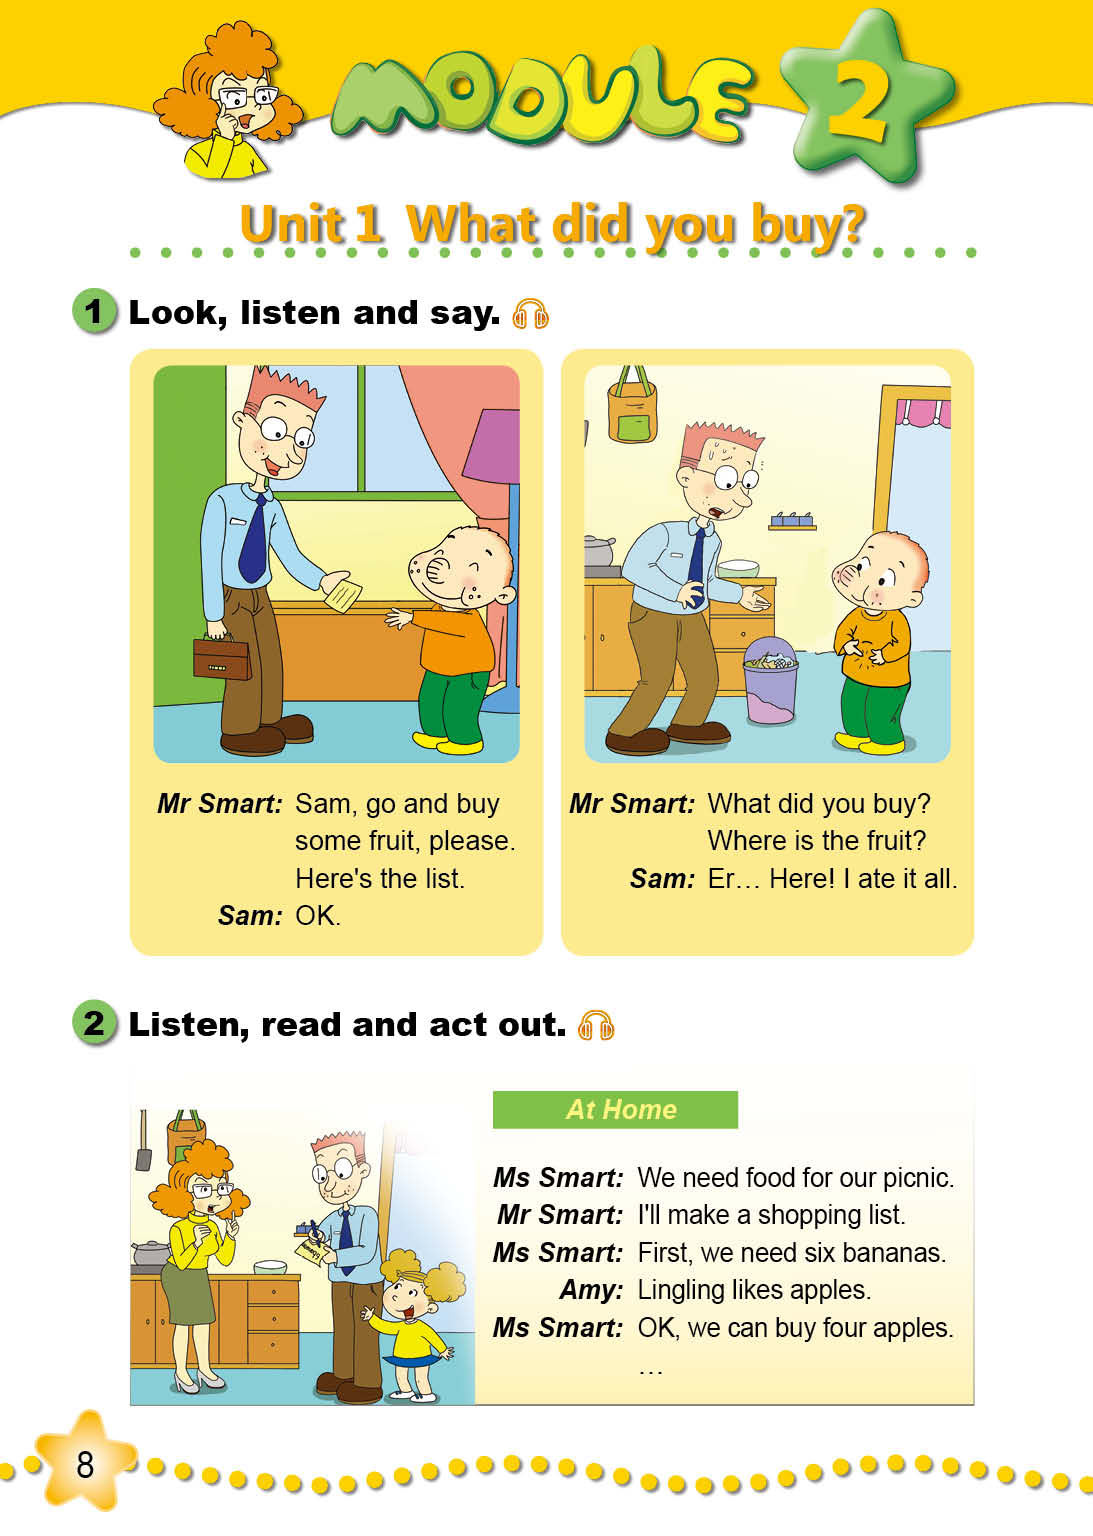 MODULE 2
Unit 1 What did you buy?
1 Look, listen and say.
Mr Smart: Sam, go and buy
some fruit, please.
Here's the list.
Sam: OK.
Mr Smart: What did you buy?
Where is the fruit?
Sam: Er… Here! I ate it all.
2 Listen, read and act out.
At Home
Ms Smart: We need food for our picnic.
Mr Smart: I'll make a shopping list.
Ms Smart: First, we need six bananas.
Amy: Lingling likes apples.
Ms Smart: OK, we can buy four apples.
…
8